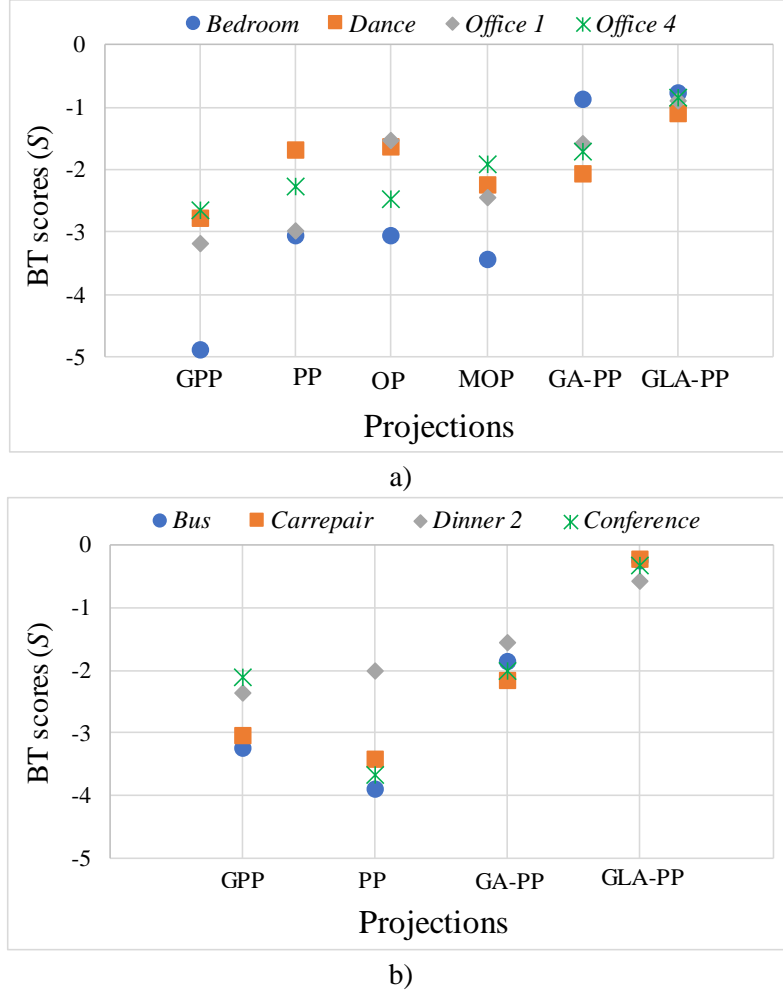 Bedroom Dance Office 1 Office 4
0
-1
-2
-3
-4
-5
BT scores (S)
GPP PP OP MOP GA-PP GLA-PP
Projections
a)
Bus Carrepair Dinner 2 Conference
0
-1
-2
-3
-4
-5
BT scores (S)
GPP PP GA-PP GLA-PP
Projections
b)